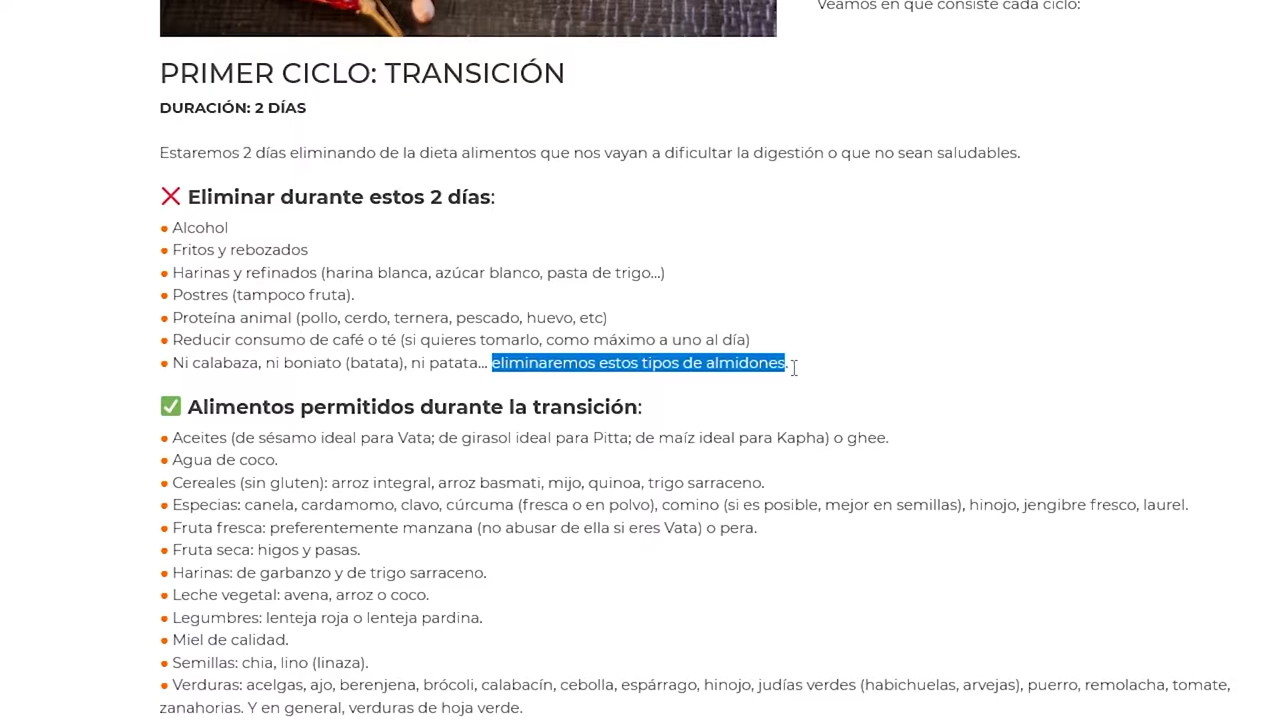 Veamos en qué consiste cada ciclo:
PRIMER CICLO: TRANSICIÓN
DURACIÓN: 2 DÍAS
Estaremos 2 días eliminando de la dieta alimentos que nos vayan a dificultar la digestión o que no sean saludables.
❌ Eliminar durante estos 2 días:
● Alcohol
● Fritos y rebozados
● Harinas y refinados (harina blanca, azúcar blanco, pasta de trigo...)
● Postres (tampoco fruta).
● Proteína animal (pollo, cerdo, ternera, pescado, huevo, etc)
● Reducir consumo de café o té (si quieres tomarlo, como máximo a uno al día)
● Ni calabaza, ni boniato (batata), ni patata... eliminaremos estos tipos de almidones.
✅ Alimentos permitidos durante la transición:
● Aceites (de sésamo ideal para Vata; de girasol ideal para Pitta; de maíz ideal para Kapha) o ghee.
● Agua de coco.
● Cereales (sin gluten): arroz integral, arroz basmati, mijo, quinoa, trigo sarraceno.
● Especias: canela, cardamomo, clavo, cúrcuma (fresca o en polvo), comino (si es posible, mejor en semillas), hinojo, jengibre fresco, laurel.
● Fruta fresca: preferentemente manzana (no abusar de ella si eres Vata) o pera.
● Fruta seca: higos y pasas.
● Harinas: de garbanzo y de trigo sarraceno.
● Leche vegetal: avena, arroz o coco.
● Legumbres: lenteja roja o lenteja pardina.
● Miel de calidad.
● Semillas: chia, lino (linaza).
● Verduras: acelgas, ajo, berenjena, brócoli, calabacín, cebolla, espárrago, hinojo, judías verdes (habichuelas, arvejas), puerro, remolacha, tomate,
zanahorias. Y en general, verduras de hoja verde.